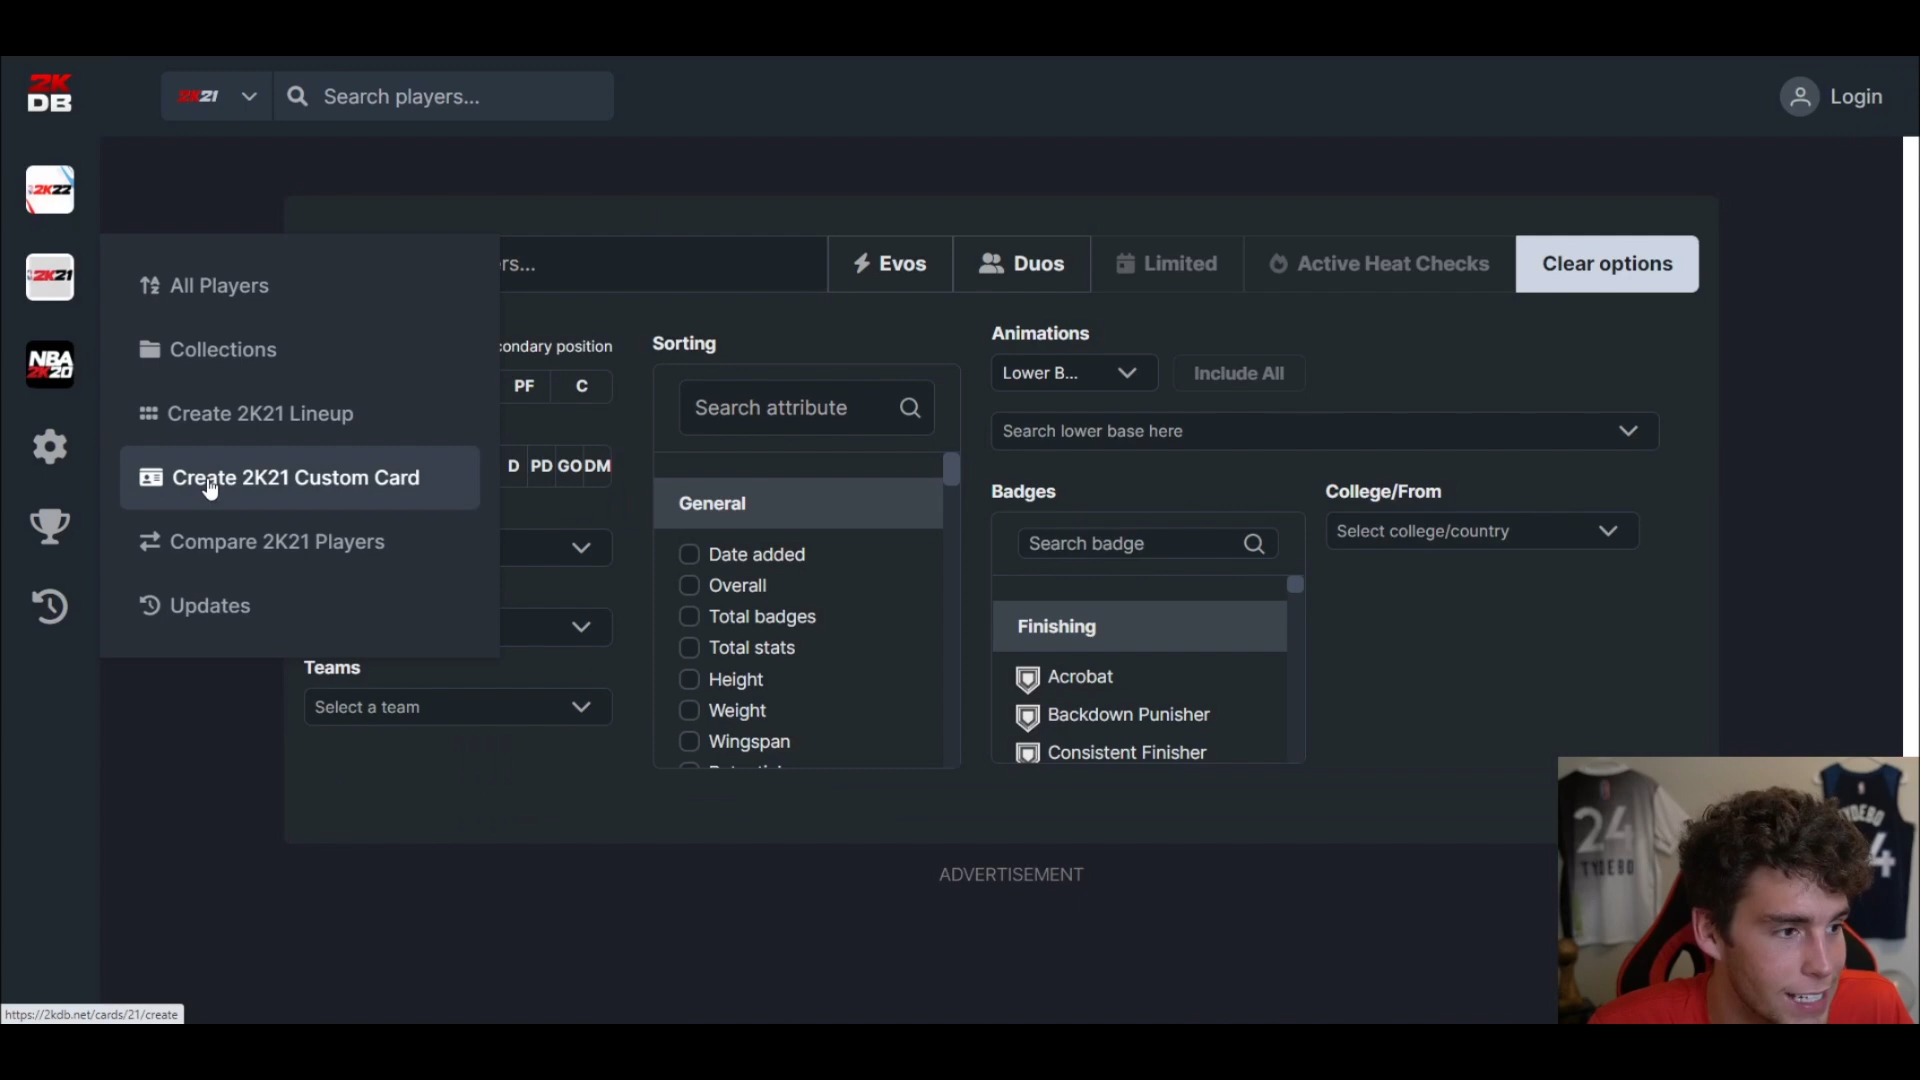 2K
DB
2K21
Search players...
Login
2K22
2K21
NBA
2K20
All Players
Collections
Create 2K21 Lineup
Create 2K21 Custom Card
Compare 2K21 Players
Updates
rs...
Evos
Duos
Limited
Active Heat Checks
Clear options
condary position
PF
C
D
PD
GO
DM
Teams
Select a team
Sorting
Search attribute
General
Date added
Overall
Total badges
Total stats
Height
Weight
Wingspan
Animations
Lower B...
Include All
Search lower base here
Badges
Search badge
Finishing
Acrobat
Backdown Punisher
Consistent Finisher
College/From
Select college/country
ADVERTISEMENT
24
TYDEBO
TYDEBO
4
https://2kdb.net/cards/21/create